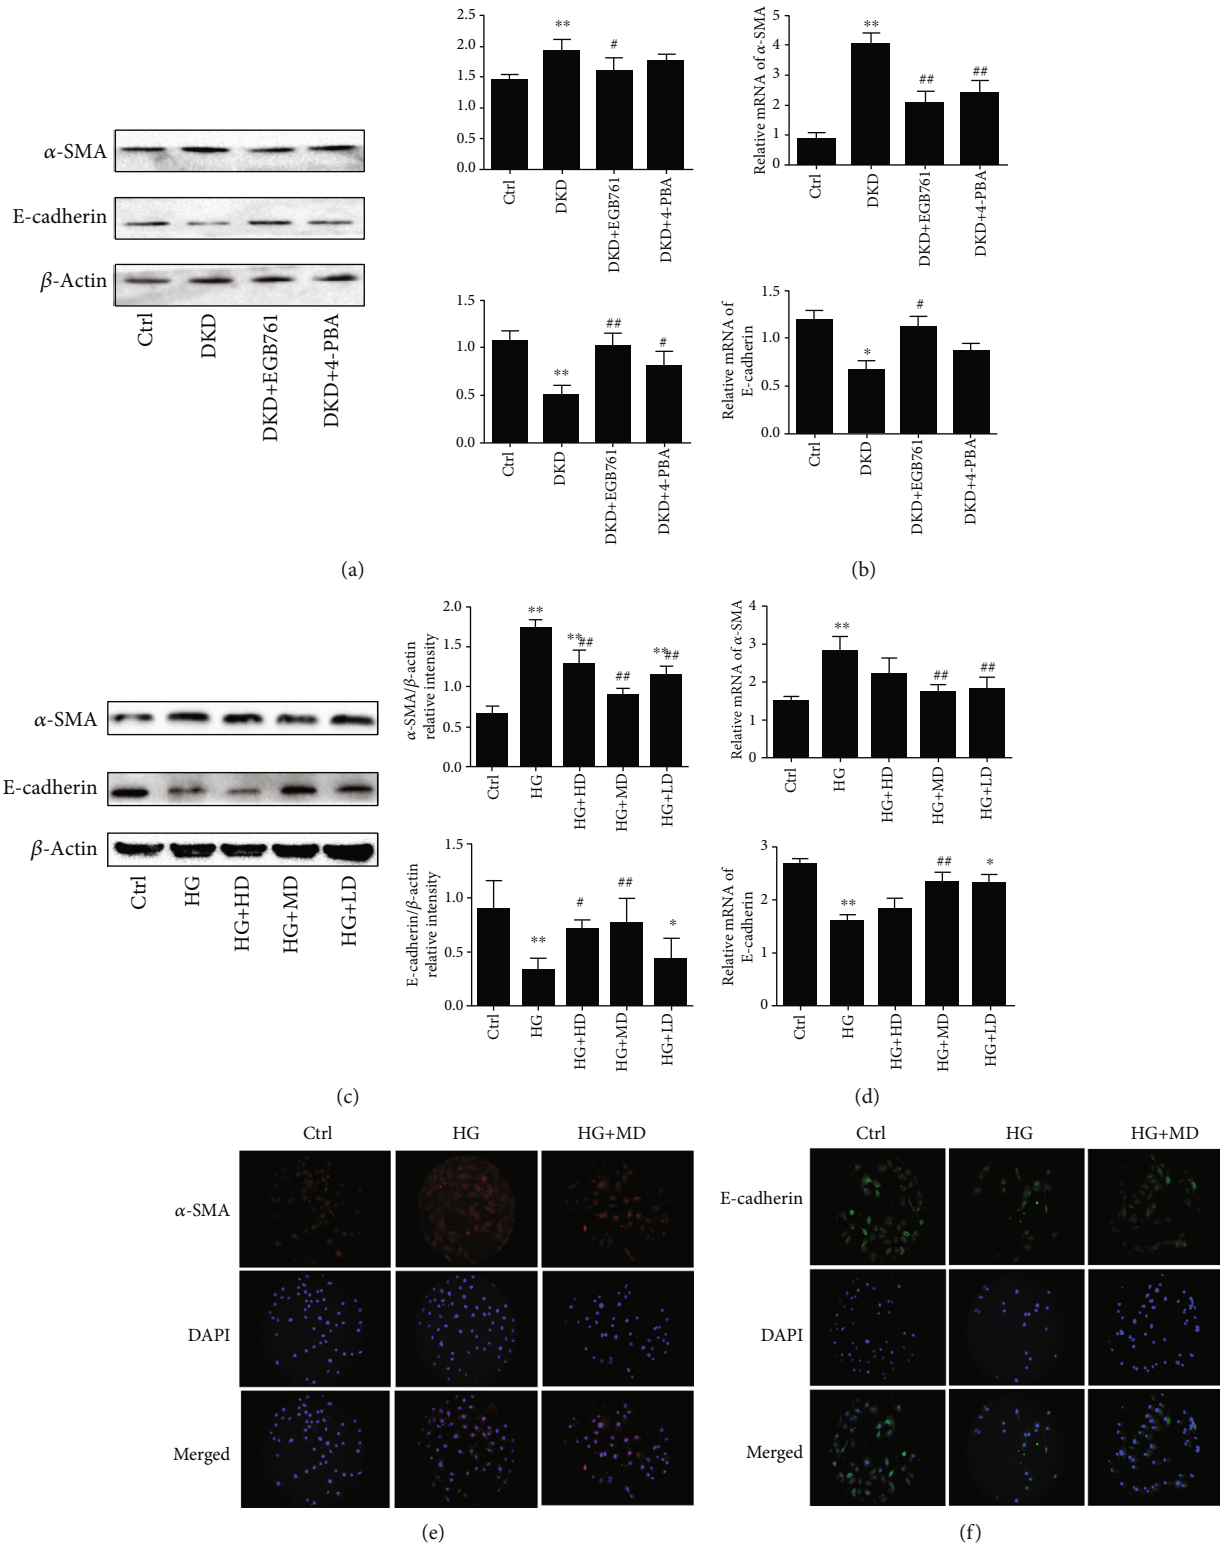 α-SMA
E-cadherin
β-Actin
Ctrl
DKD
DKD+EGB761
DKD+4-PBA
2.5
2.0
1.5
1.0
0.5
0.0
**
#
Ctrl
DKD
DKD+EGB761
DKD+4-PBA
1.5
1.0
0.5
0.0
**
##
#
Ctrl
DKD
DKD+EGB761
DKD+4-PBA
(a)
Relative mRNA of α-SMA
5
4
3
2
1
0
**
##
##
Ctrl
DKD
DKD+EGB761
DKD+4-PBA
Relative mRNA of
E-cadherin
1.5
1.0
0.5
0.0
*
#
Ctrl
DKD
DKD+EGB761
DKD+4-PBA
(b)
α-SMA
E-cadherin
β-Actin
Ctrl
HG
HG+HD
HG+MD
HG+LD
α-SMA/β-actin
relative intensity
2.0
1.5
1.0
0.5
0.0
**
**##
##
**##
Ctrl
HG
HG+HD
HG+MD
HG+LD
E-cadherin/β-actin
relative intensity
1.5
1.0
0.5
0.0
**
#
##
*
Ctrl
HG
HG+HD
HG+MD
HG+LD
(c)
Relative mRNA of α-SMA
4
3
2
1
0
**
##
##
Ctrl
HG
HG+HD
HG+MD
HG+LD
Relative mRNA of
E-cadherin
3
2
1
0
**
##
*
Ctrl
HG
HG+HD
HG+MD
HG+LD
(d)
Ctrl
HG
HG+MD
α-SMA
DAPI
Merged
(e)
Ctrl
HG
HG+MD
E-cadherin
DAPI
Merged
(f)